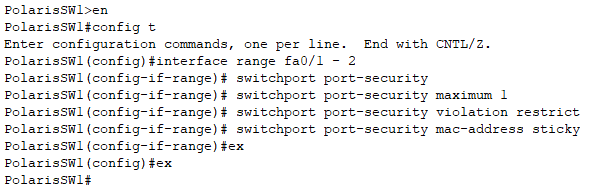 PolarisSW1>en
PolarisSW1#config t
Enter configuration commands, one per line.  End with CNTL/Z.
PolarisSW1(config)#interface range fa0/1 - 2
PolarisSW1(config-if-range)# switchport port-security
PolarisSW1(config-if-range)# switchport port-security maximum 1
PolarisSW1(config-if-range)# switchport port-security violation restrict
PolarisSW1(config-if-range)# switchport port-security mac-address sticky
PolarisSW1(config-if-range)#ex
PolarisSW1(config)#ex
PolarisSW1#